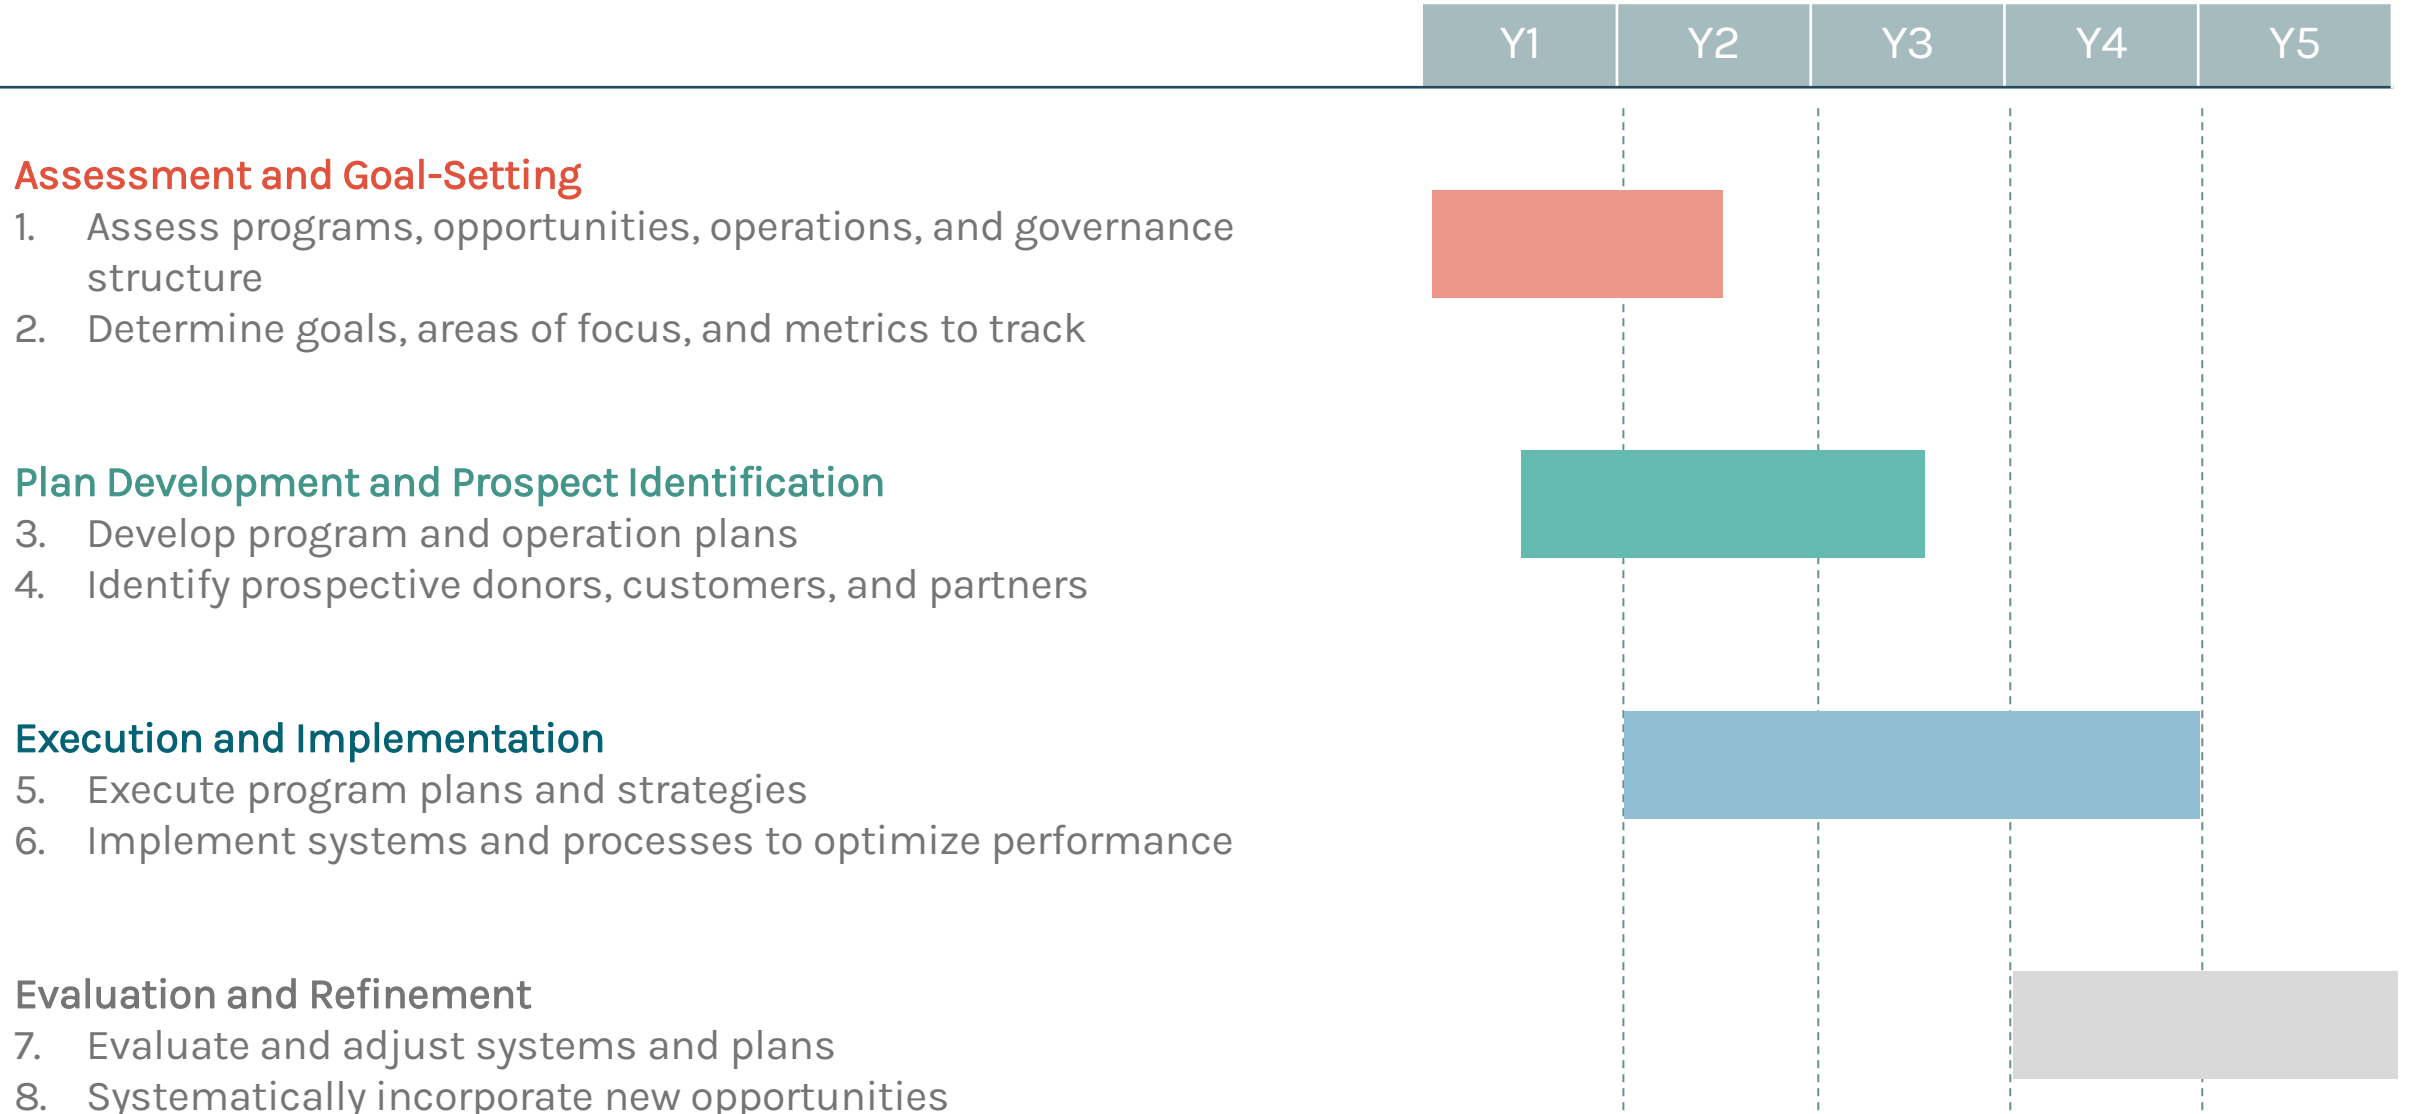 Y1 Y2 Y3 Y4 Y5
Assessment and Goal-Setting
1. Assess programs, opportunities, operations, and governance
structure
2. Determine goals, areas of focus, and metrics to track
Plan Development and Prospect Identification
3. Develop program and operation plans
4. Identify prospective donors, customers, and partners
Execution and Implementation
5. Execute program plans and strategies
6. Implement systems and processes to optimize performance
Evaluation and Refinement
7. Evaluate and adjust systems and plans
8. Systematically incorporate new opportunities